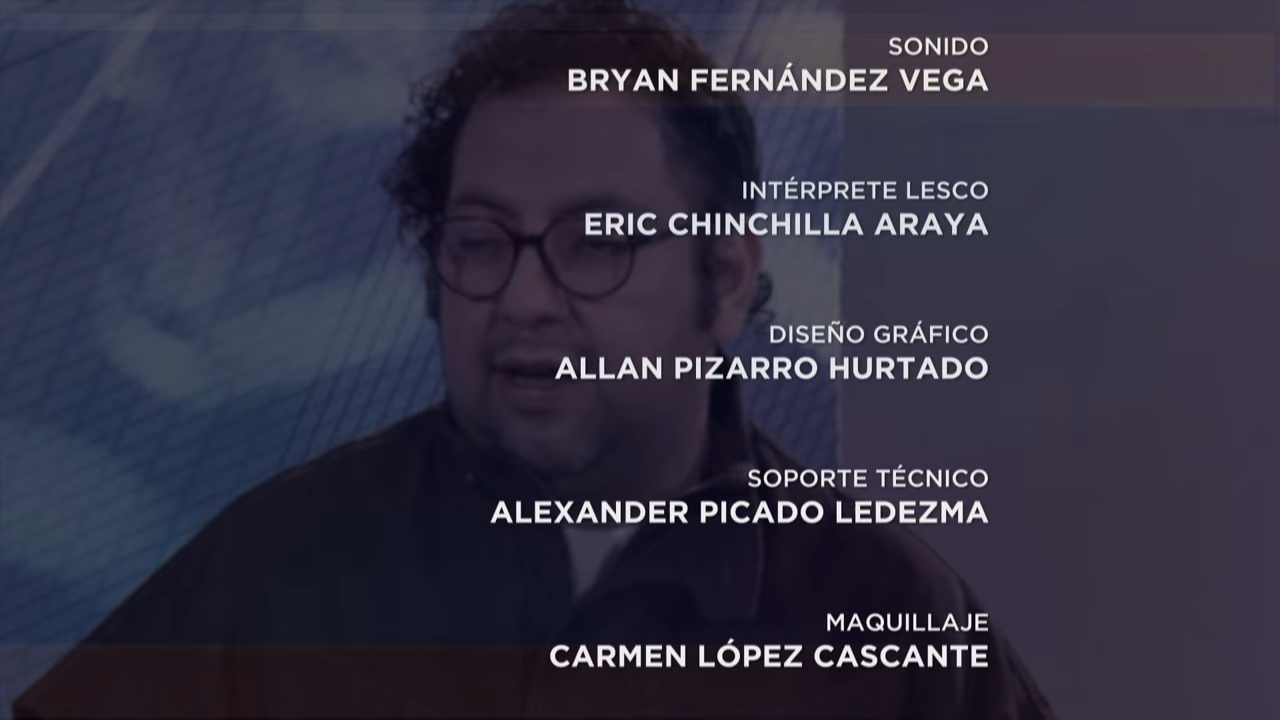 SONIDO
BRYAN FERNÁNDEZ VEGA
INTÉRPRETE LESCO
ERIC CHINCHILLA ARAYA
DISEÑO GRÁFICO
ALLAN PIZARRO HURTADO
SOPORTE TÉCNICO
ALEXANDER PICADO LEDEZMA
MAQUILLAJE
CARMEN LÓPEZ CASCANTE